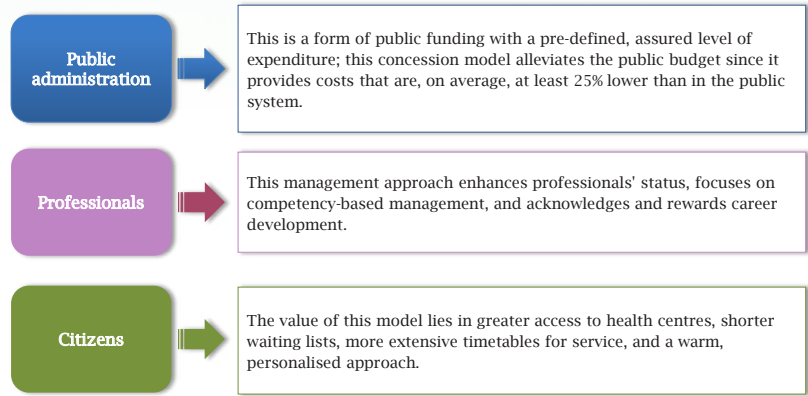 Public
administration
This is a form of public funding with a pre-defined, assured level of
expenditure; this concession model alleviates the public budget since it
provides costs that are, on average, at least 25% lower than in the public
system.
Professionals
This management approach enhances professionals' status, focuses on
competency-based management, and acknowledges and rewards career
development.
Citizens
The value of this model lies in greater access to health centres, shorter
waiting lists, more extensive timetables for service, and a warm,
personalised approach.